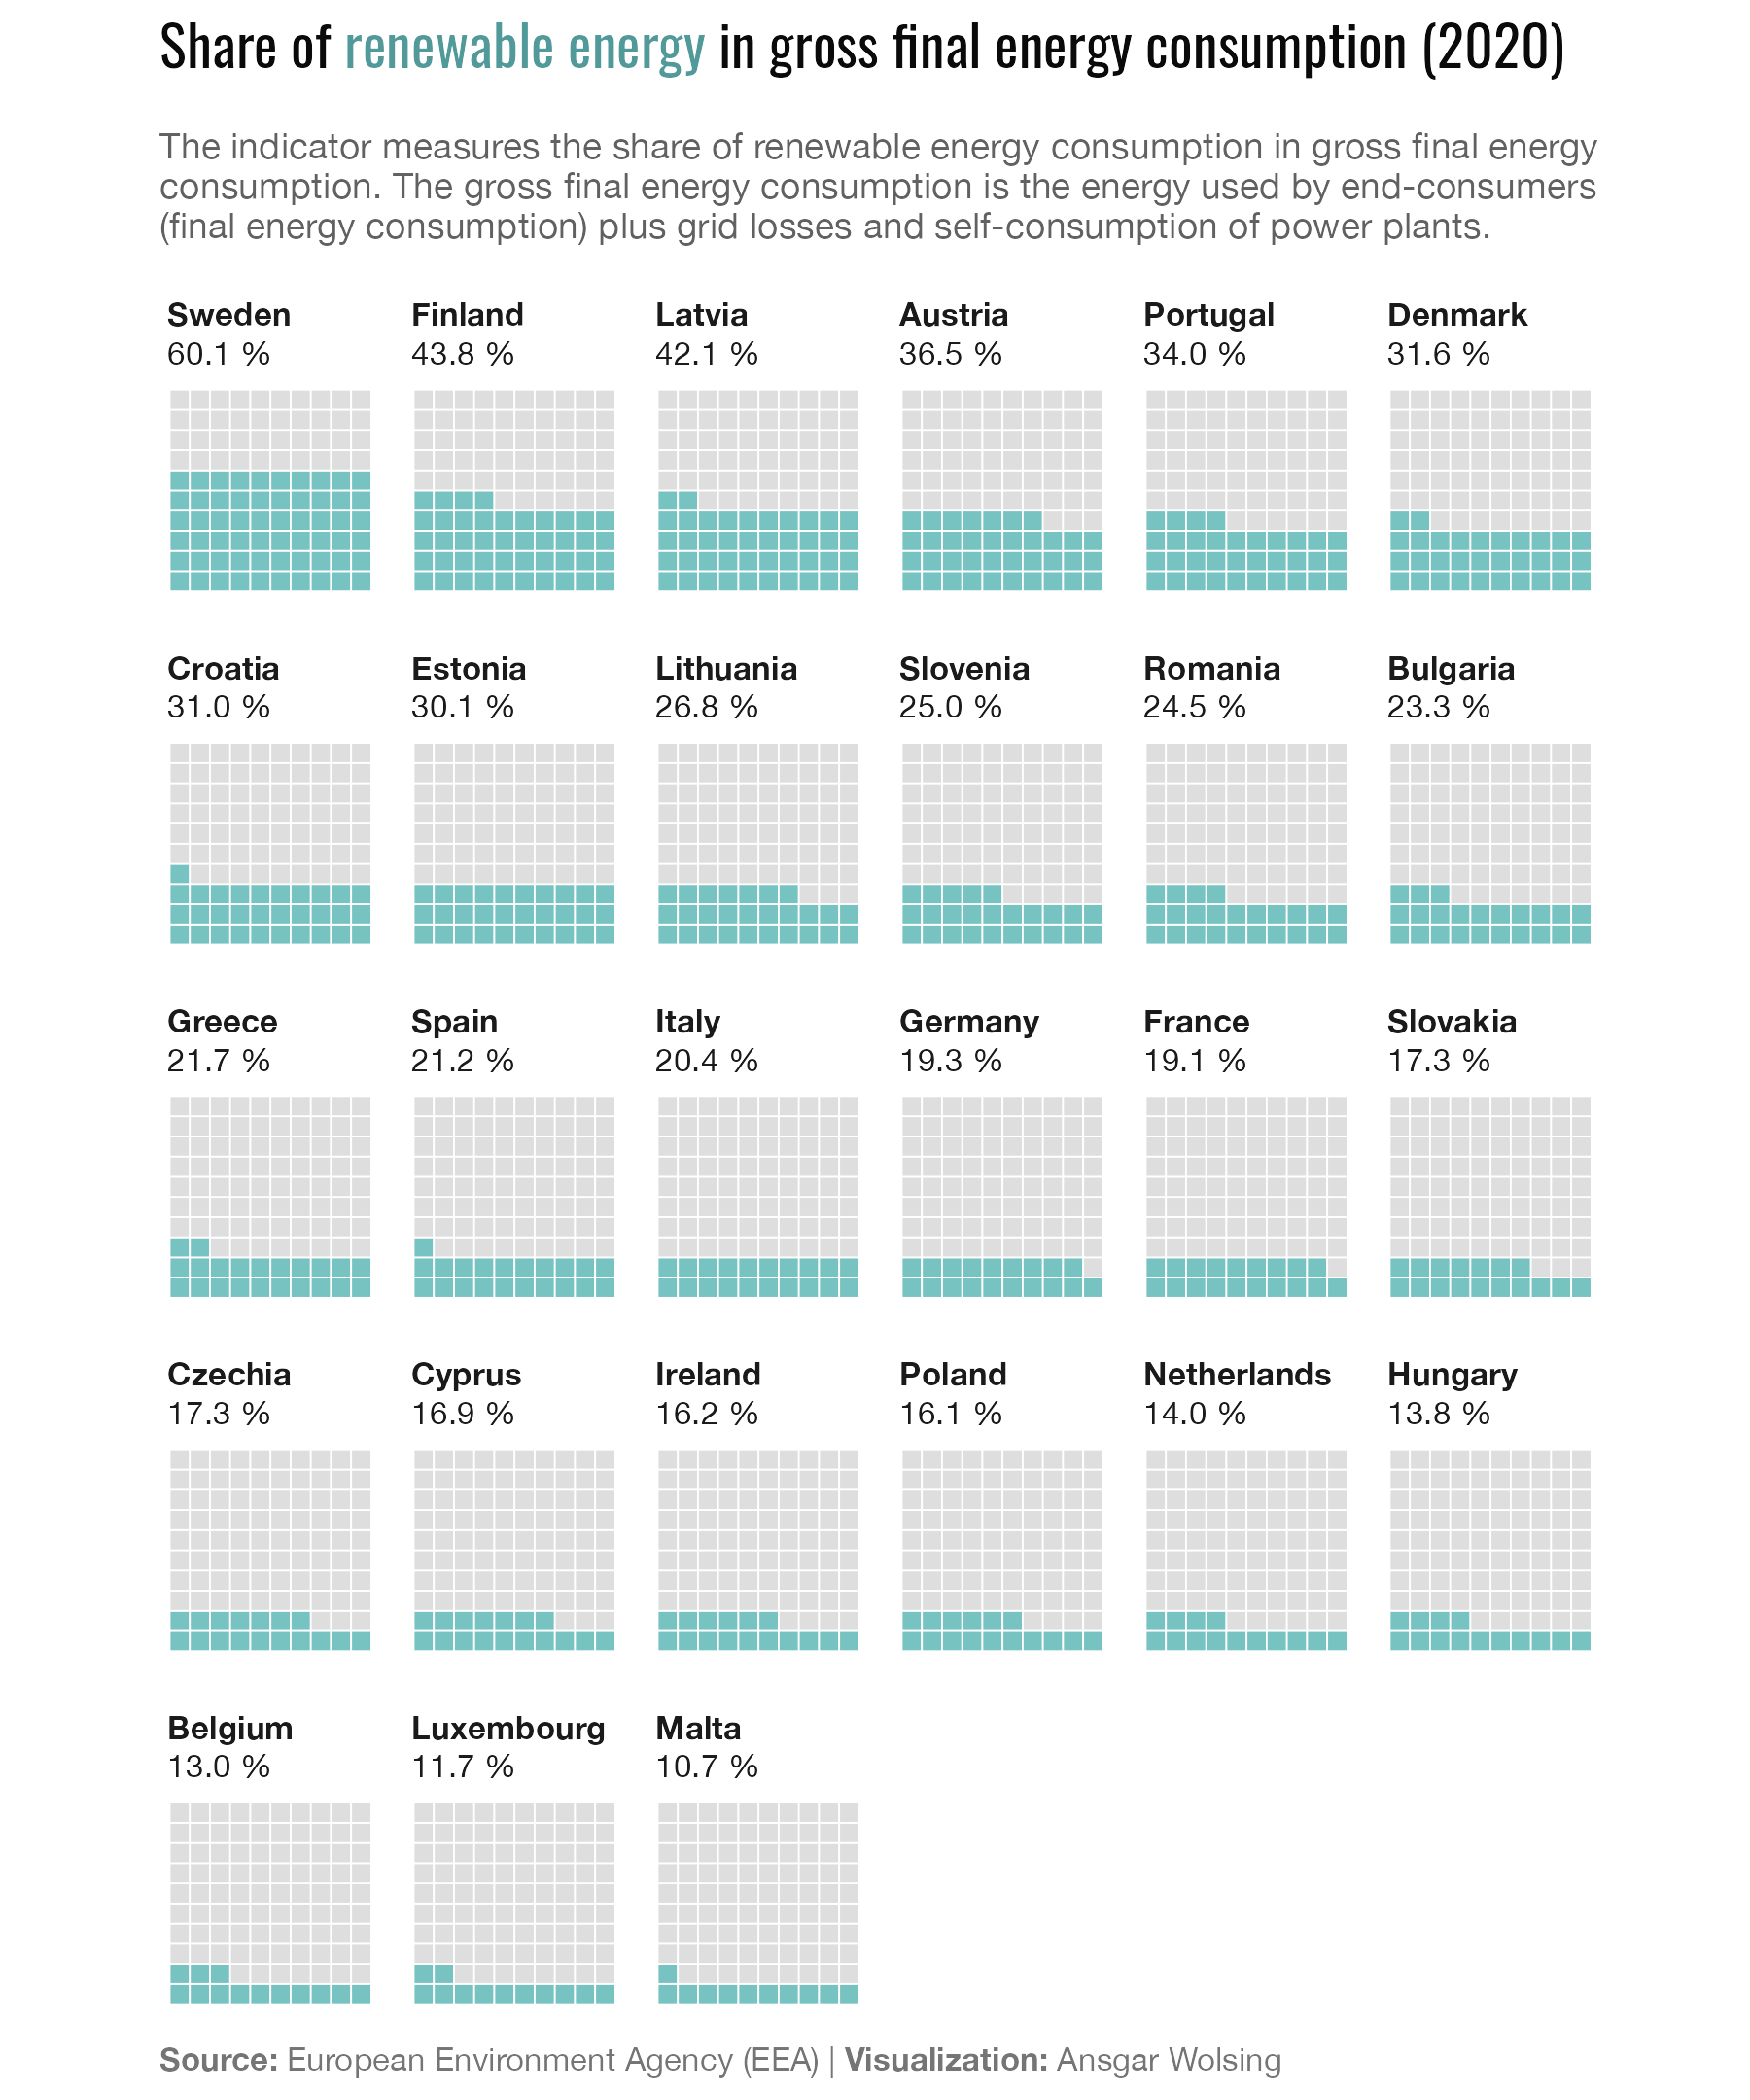 Share of renewable energy in gross final energy consumption (2020)
The indicator measures the share of renewable energy consumption in gross final energy
consumption. The gross final energy consumption is the energy used by end-consumers
(final energy consumption) plus grid losses and self-consumption of power plants.
Sweden Finland Latvia Austria Portugal Denmark
60.1 % 43.8 % 42.1 % 36.5 % 34.0 % 31.6 %
Croatia Estonia Lithuania Slovenia Romania Bulgaria
31.0 % 30.1 % 26.8 % 25.0 % 24.5 % 23.3 %
Greece Spain Italy Germany France Slovakia
21.7 % 21.2 % 20.4 % 19.3 % 19.1 % 17.3 %
Czechia Cyprus Ireland Poland Netherlands Hungary
17.3 % 16.9 % 16.2 % 16.1 % 14.0 % 13.8 %
Belgium Luxembourg Malta
13.0 % 11.7 % 10.7 %
Source: European Environment Agency (EEA) | Visualization: Ansgar Wolsing